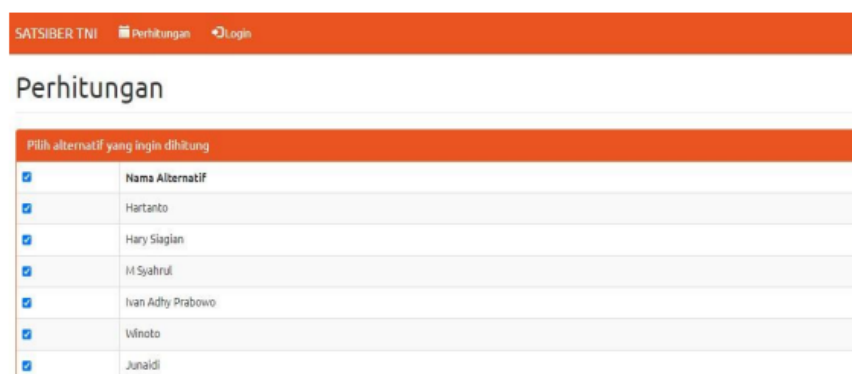 SATSIBER TNI Perhitungan Login
Perhitungan
Pilih alternatif yang ingin dihitung
Nama Alternatif
Hartanto
Hary Siagian
M Syahrul
Ivan Adhy Prabowo
Winoto
Junaidi